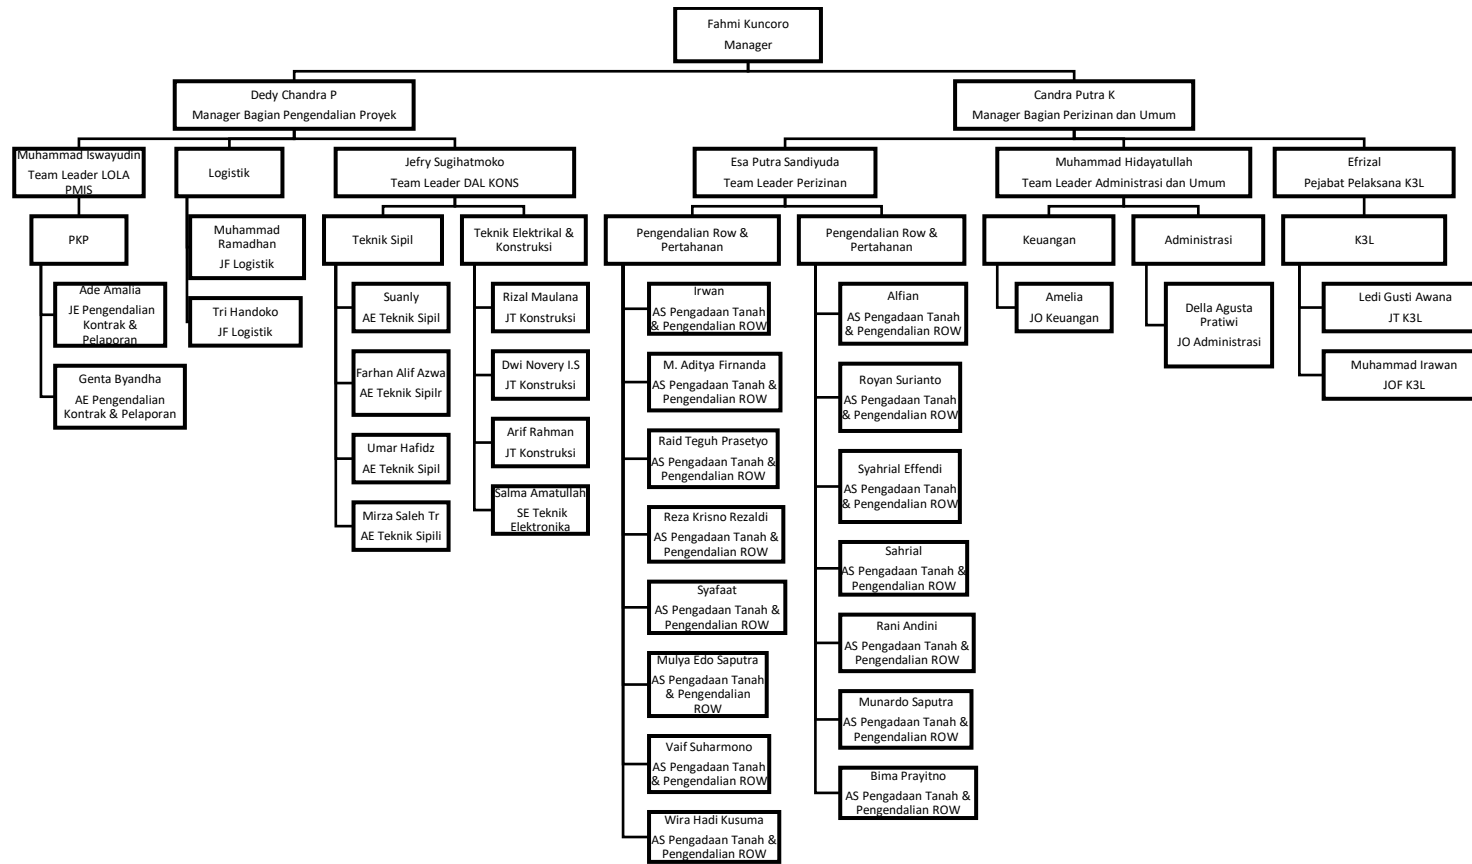 Fahmi Kuncoro
Manager
Dedy Chandra P
Manager Bagian Pengendalian Proyek
Candra Putra K
Manager Bagian Perizinan dan Umum
Muhammad Iswayudin
Team Leader LOLA
PMIS
Logistik
Jefry Sugihatmoko
Team Leader DAL KONS
Esa Putra Sandiyuda
Team Leader Perizinan
Muhammad Hidayatullah
Team Leader Administrasi dan Umum
Efrizal
Pejabat Pelaksana K3L
PKP
Ade Amalia
JE Pengendalian
Kontrak &
Pelaporan
Genta Byandha
AE Pengendalian
Kontrak & Pelaporan
Muhammad
Ramadhan
JF Logistik
Tri Handoko
JF Logistik
Teknik Sipil
Suanly
AE Teknik Sipil
Farhan Alif Azwa
AE Teknik Sipilr
Umar Hafidz
AE Teknik Sipil
Mirza Saleh Tr
AE Teknik Sipili
Teknik Elektrikal &
Konstruksi
Rizal Maulana
JT Konstruksi
Dwi Novery I.S
JT Konstruksi
Arif Rahman
JT Konstruksi
Salma Amatullah
SE Teknik
Elektronika
Pengendalian Row &
Pertahanan
Irwan
AS Pengadaan Tanah
& Pengendalian ROW
M. Aditya Firnanda
AS Pengadaan Tanah &
Pengendalian ROW
Raid Teguh Prasetyo
AS Pengadaan Tanah &
Pengendalian ROW
Reza Krisno Rezaldi
AS Pengadaan Tanah &
Pengendalian ROW
Syafaat
AS Pengadaan Tanah &
Pengendalian ROW
Mulya Edo Saputra
AS Pengadaan Tanah
& Pengendalian
ROW
Vaif Suharmono
AS Pengadaan Tanah
& Pengendalian ROW
Wira Hadi Kusuma
AS Pengadaan Tanah &
Pengendalian ROW
Pengendalian Row &
Pertahanan
Alfian
AS Pengadaan Tanah
& Pengendalian ROW
Royan Surianto
AS Pengadaan Tanah
& Pengendalian ROW
Syahrial Effendi
AS Pengadaan Tanah
& Pengendalian ROW
Sahrial
AS Pengadaan Tanah &
Pengendalian ROW
Rani Andini
AS Pengadaan Tanah &
Pengendalian ROW
Munardo Saputra
AS Pengadaan Tanah &
Pengendalian ROW
Bima Prayitno
AS Pengadaan Tanah &
Pengendalian ROW
Keuangan
Amelia
JO Keuangan
Administrasi
Della Agusta
Pratiwi
JO Administrasi
K3L
Ledi Gusti Awana
JT K3L
Muhammad Irawan
JOF K3L